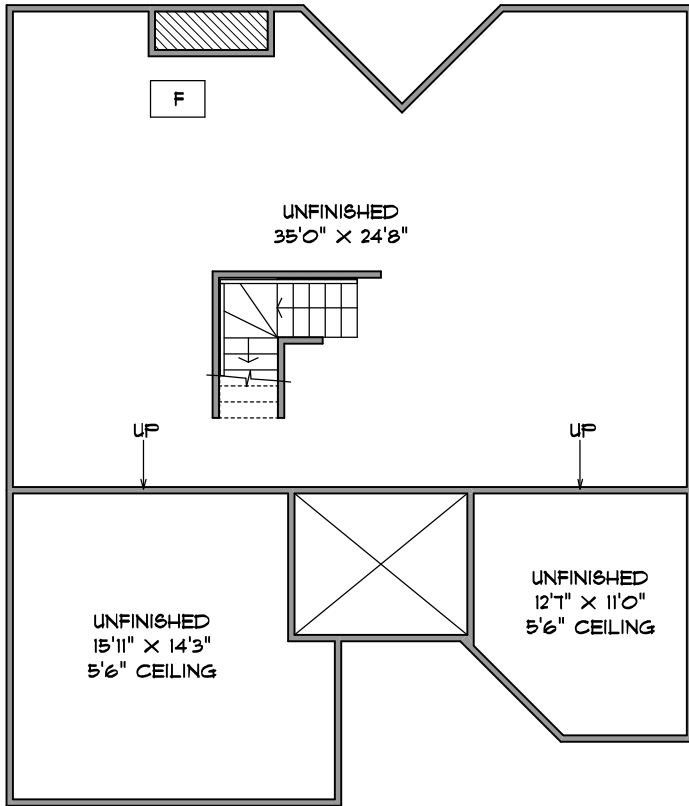 F
UNFINISHED
35'0" X 24'8"
UP
UP
UNFINISHED
12'7" X 11'0"
5'6" CEILING
UNFINISHED
15'11" X 14'3"
5'6" CEILING